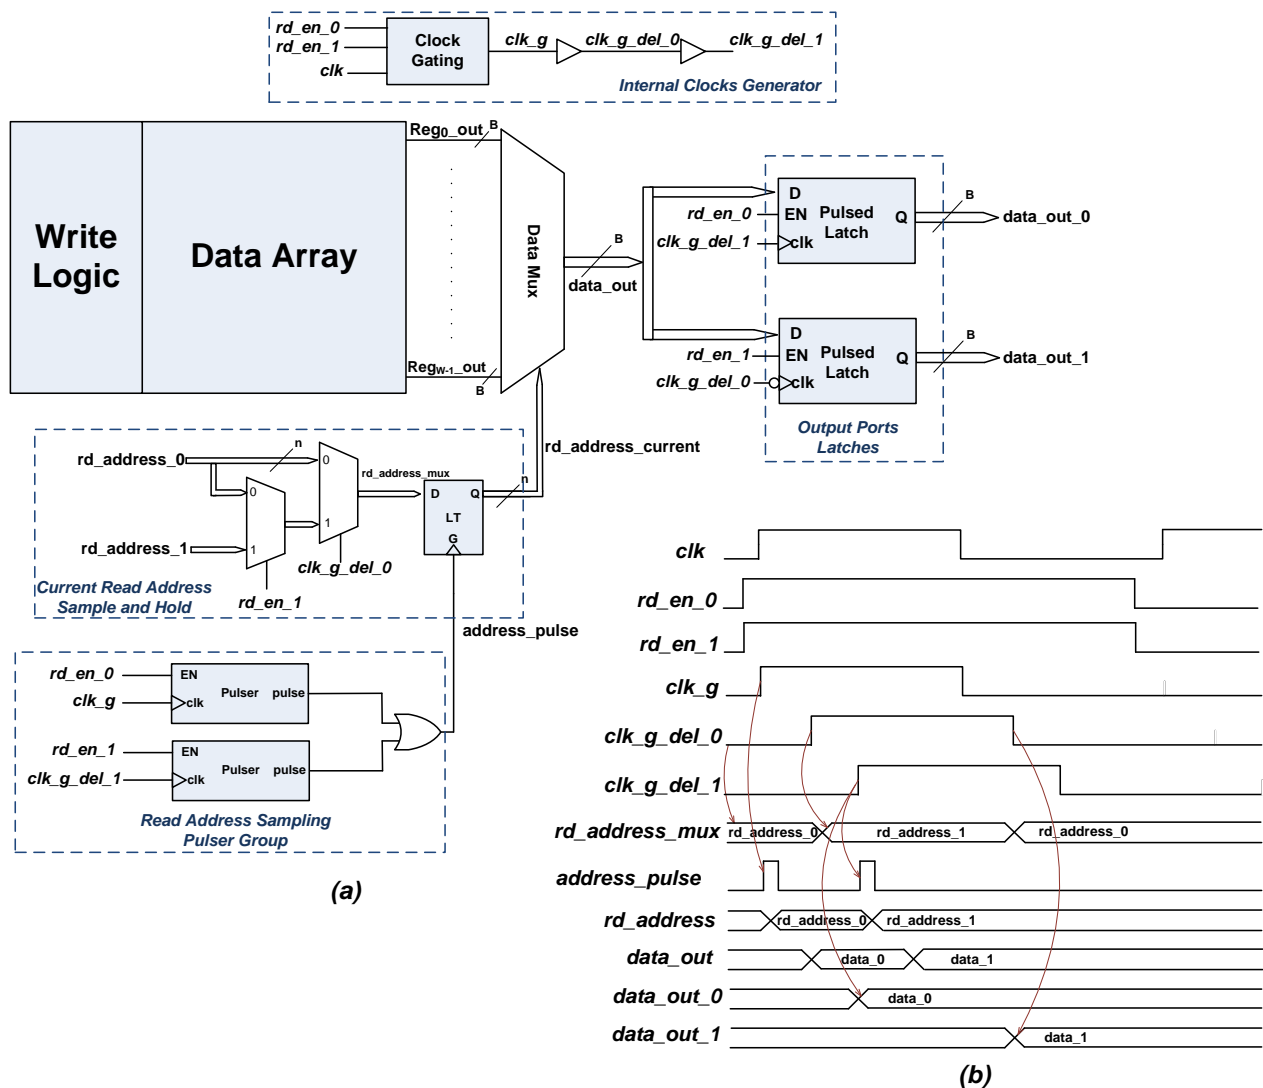 rd_en_0
rd_en_1
clk
Clock
Gating
clk_g
clk_g_del_0
clk_g_del_1
Internal Clocks Generator
Write
Logic
Data Array
Reg0_out
B
RegW-1_out
B
Data Mux
B
data_out
rd_en_0
clk_g_del_1
D
EN
clk
Pulsed
Latch
Q
B
data_out_0
rd_en_1
clk_g_del_0
D
EN
clk
Pulsed
Latch
Q
B
data_out_1
Output Ports
Latches
rd_address_current
rd_address_0
n
0
1
rd_address_1
0
1
rd_en_1
clk_g_del_0
rd_address_mux
D
Q
LT
G
n
Current Read Address
Sample and Hold
address_pulse
rd_en_0
clk_g
EN
clk
Pulser
pulse
rd_en_1
clk_g_del_1
EN
clk
Pulser
pulse
Read Address Sampling
Pulser Group
(a)
clk
rd_en_0
rd_en_1
clk_g
clk_g_del_0
clk_g_del_1
rd_address_mux
rd_address_0
rd_address_1
rd_address_0
address_pulse
rd_address
rd_address_0
rd_address_1
data_out
data_0
data_1
data_out_0
data_0
data_out_1
data_1
(b)